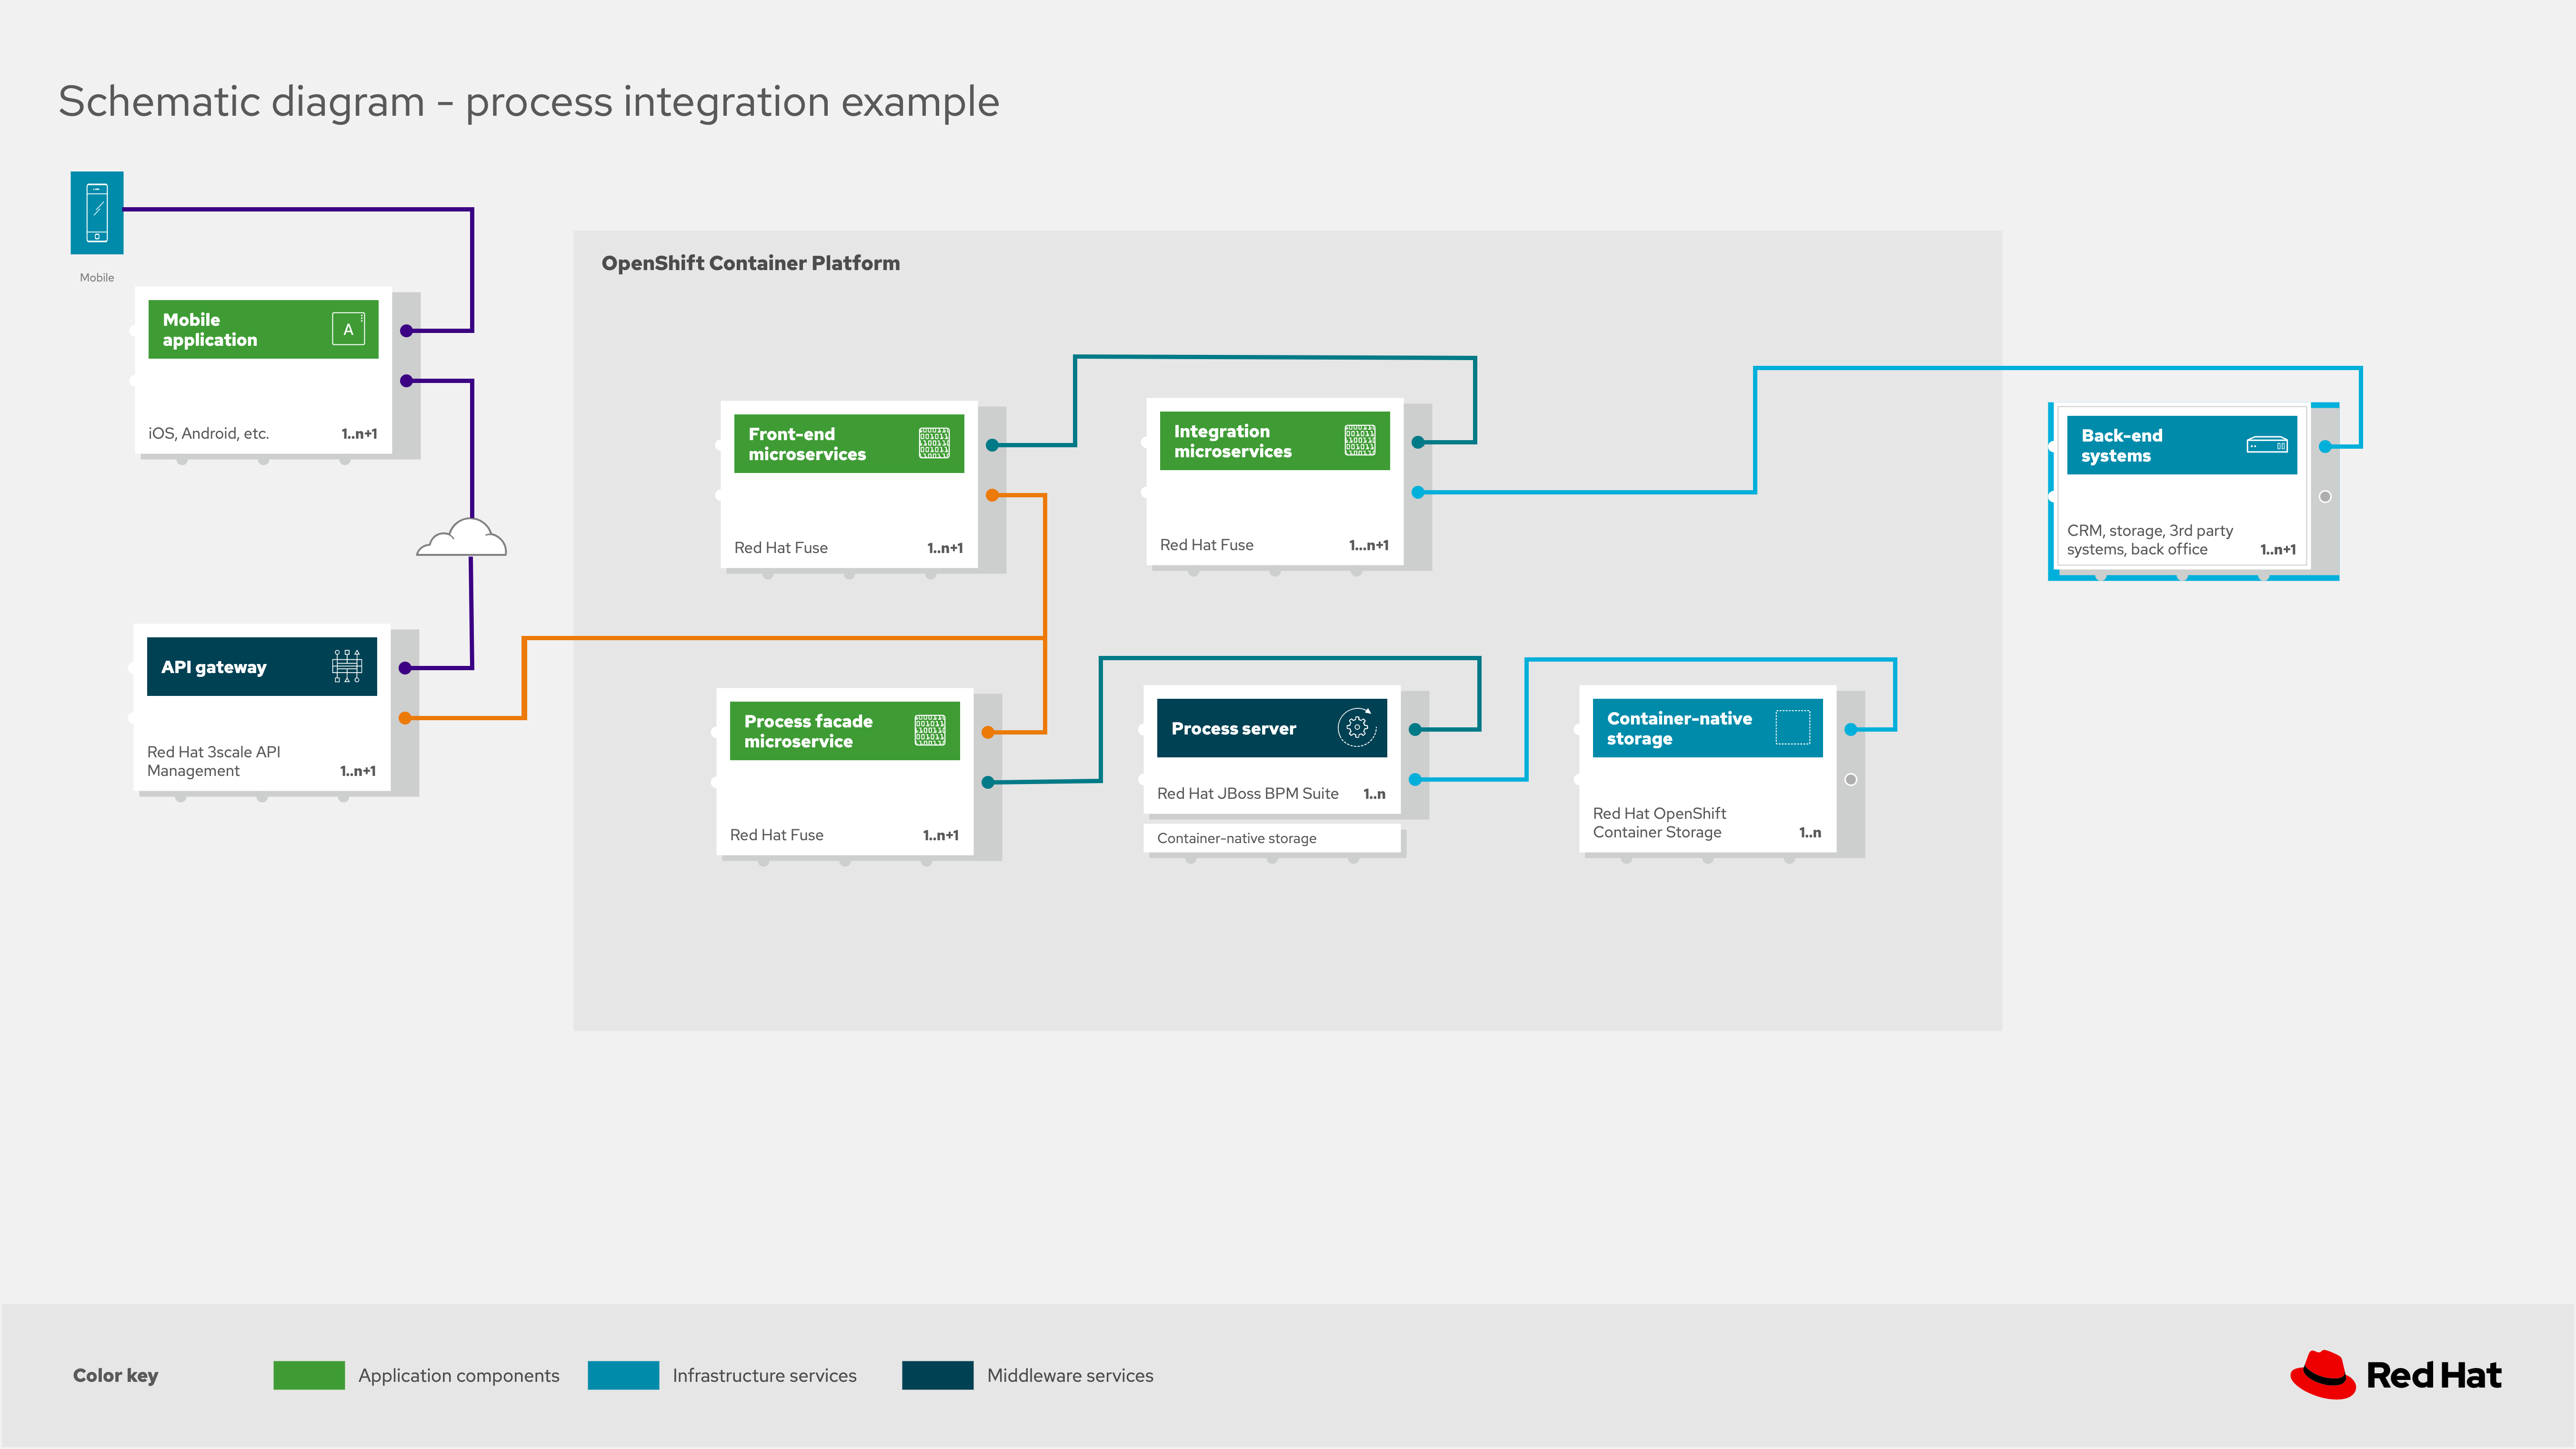 Schematic diagram - process integration example
Mobile
Mobile
application
A
iOS, Android, etc.
1..n+1
API gateway
Red Hat 3scale API
Management
1..n+1
OpenShift Container Platform
Front-end
microservices
Red Hat Fuse
1..n+1
Integration
microservices
Red Hat Fuse
1...n+1
Back-end
systems
CRM, storage, 3rd party
systems, back office
1..n+1
Process facade
microservice
Red Hat Fuse
1..n+1
Process server
Red Hat JBoss BPM Suite
1..n
Container-native storage
Container-native
storage
Red Hat OpenShift
Container Storage
1..n
Color key
Application components
Infrastructure services
Middleware services
Red Hat